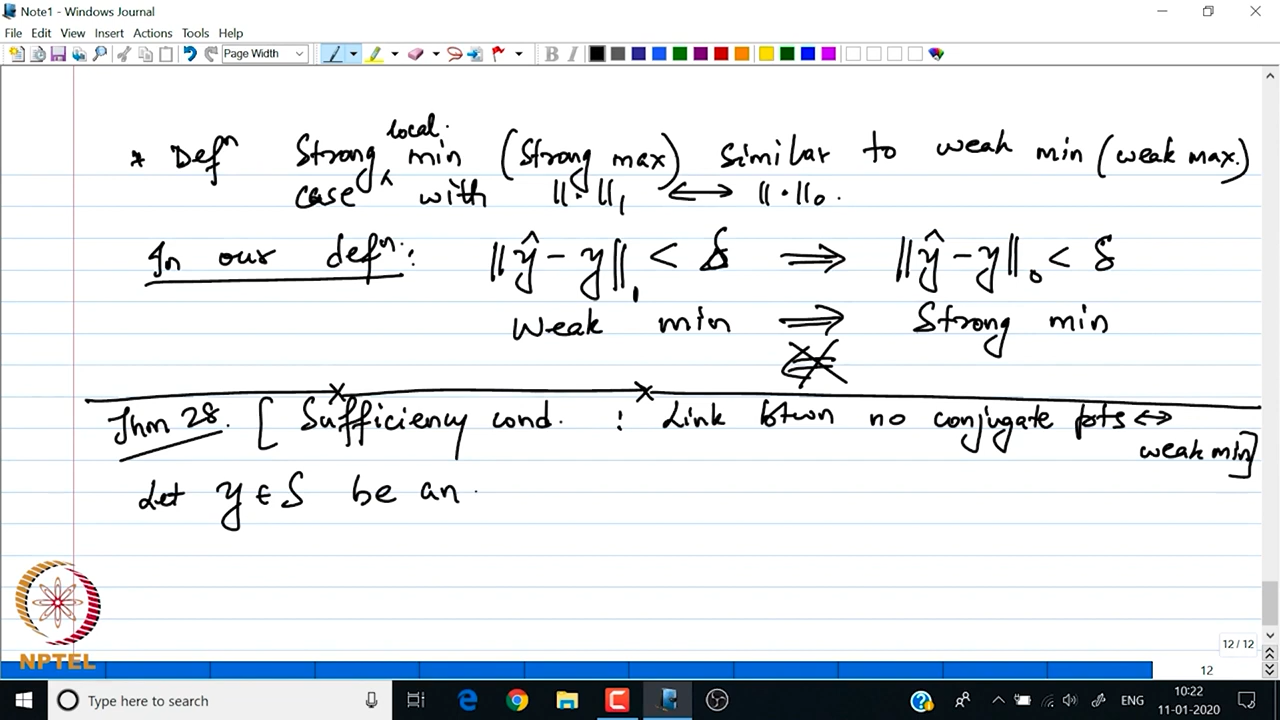 Note1 - Windows Journal
File Edit View Insert Actions Tools Help
Page Width
B I
* Defⁿ Strong local min (Strong max) similar to weak min (weak max.)
case with ||·||₁ ⟷ ||·||₀.
In our defⁿ: ||ŷ - y||₁ < δ ⟹ ||ŷ - y||₀ < δ
Weak min ⟹ Strong min
Thm 28. [ Sufficiency cond. : Link btwn no conjugate pts ↔
weak min]
Let y ∈ S be an
NPTEL
12 / 12
12
Type here to search
ENG
10:22
11-01-2020